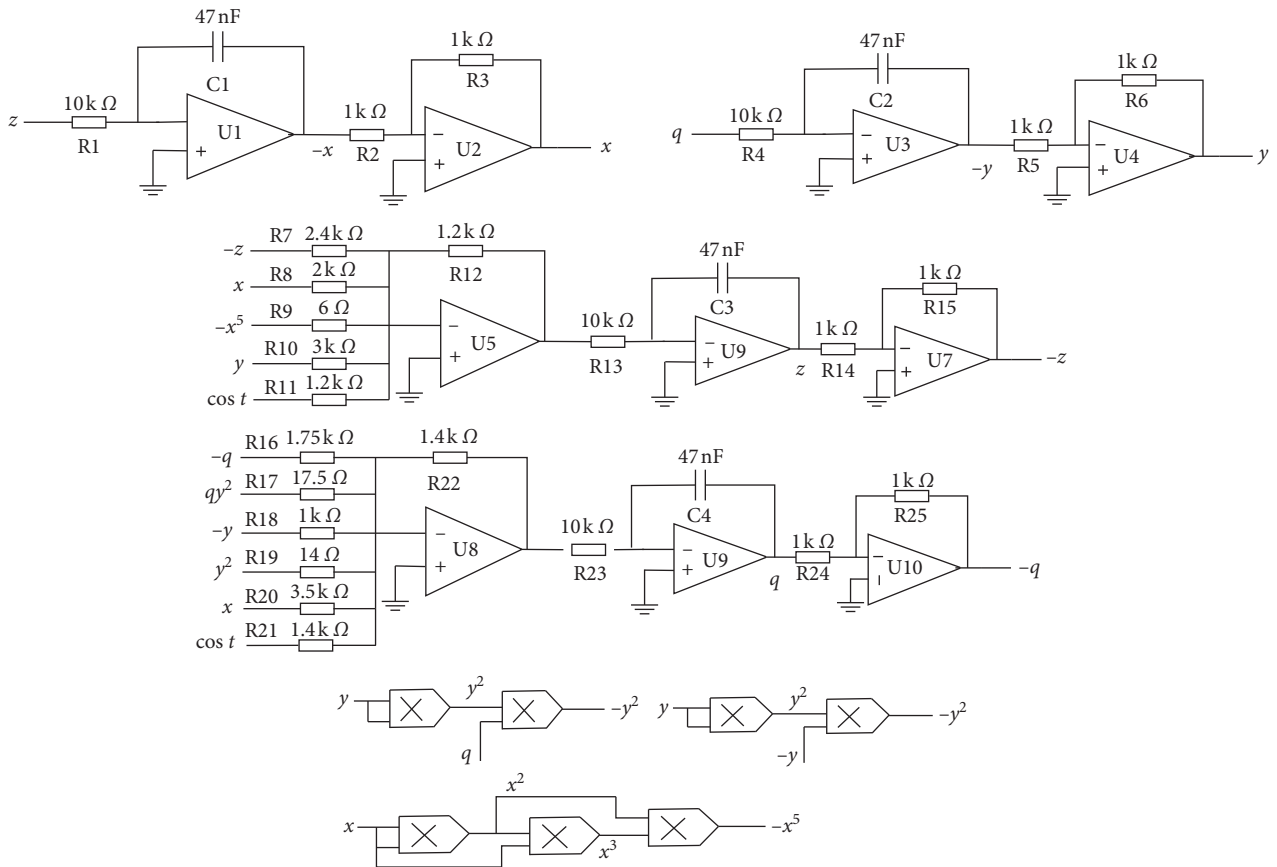 47 nF
C1
10k Ω
R1
z
U1
+
−x
1k Ω
R2
1k Ω
R3
−
+
U2
x
47 nF
C2
q
10k Ω
R4
−
+
U3
−y
1k Ω
R5
1k Ω
R6
−
+
U4
y
−z R7 2.4k Ω
x R8 2k Ω
−x⁵ R9 6 Ω
y R10 3k Ω
cos t R11 1.2k Ω
1.2k Ω
R12
−
+
U5
10k Ω
R13
47 nF
C3
−
+
U9
z
1k Ω
R14
1k Ω
R15
−
+
U7
−z
−q R16 1.75k Ω
qy² R17 17.5 Ω
−y R18 1k Ω
y² R19 14 Ω
x R20 3.5k Ω
cos t R21 1.4k Ω
1.4k Ω
R22
−
+
U8
10k Ω
R23
47 nF
C4
−
+
U9
q
1k Ω
R24
1k Ω
R25
−
U10
−q
y
y²
q
−y²
y
y²
−y
−y²
x
x²
x³
−x⁵